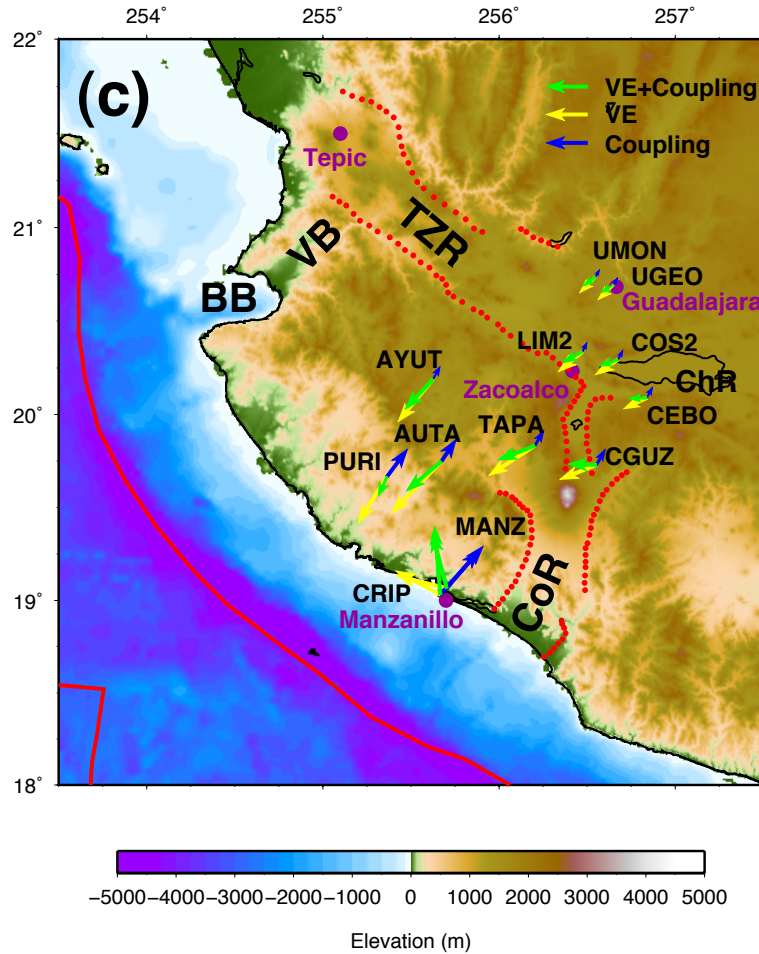 254˚ 255˚ 256˚ 257˚
22˚
(c)
VE+Coupling
VE
Coupling
Tepic
21˚
TZR
VB
UMON
UGEO
BB
Guadalajara
LIM2
COS2
AYUT
Zacoalco
ChR
20˚
CEBO
TAPA
AUTA
PURI
CGUZ
MANZ
CRIP
CoR
19˚
Manzanillo
18˚
−5000 −4000 −3000 −2000 −1000 0 1000 2000 3000 4000 5000
Elevation (m)